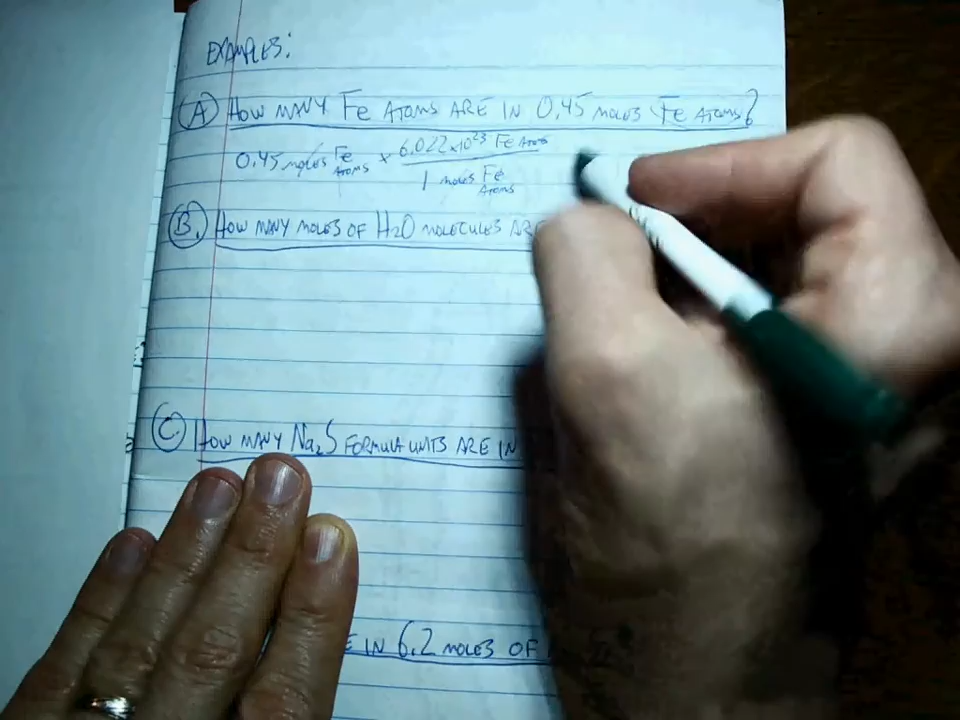 EXAMPLES:
A HOW MANY Fe ATOMS ARE IN 0.45 MOLES Fe ATOMS?
0.45 moles Fe Atoms x 6.022x10²³ Fe Atoms
1 moles Fe Atoms
B. HOW MANY MOLES OF H₂O MOLECULES ARE
C. HOW MANY Na₂S FORMULA UNITS ARE IN
IN 6.2 MOLES OF